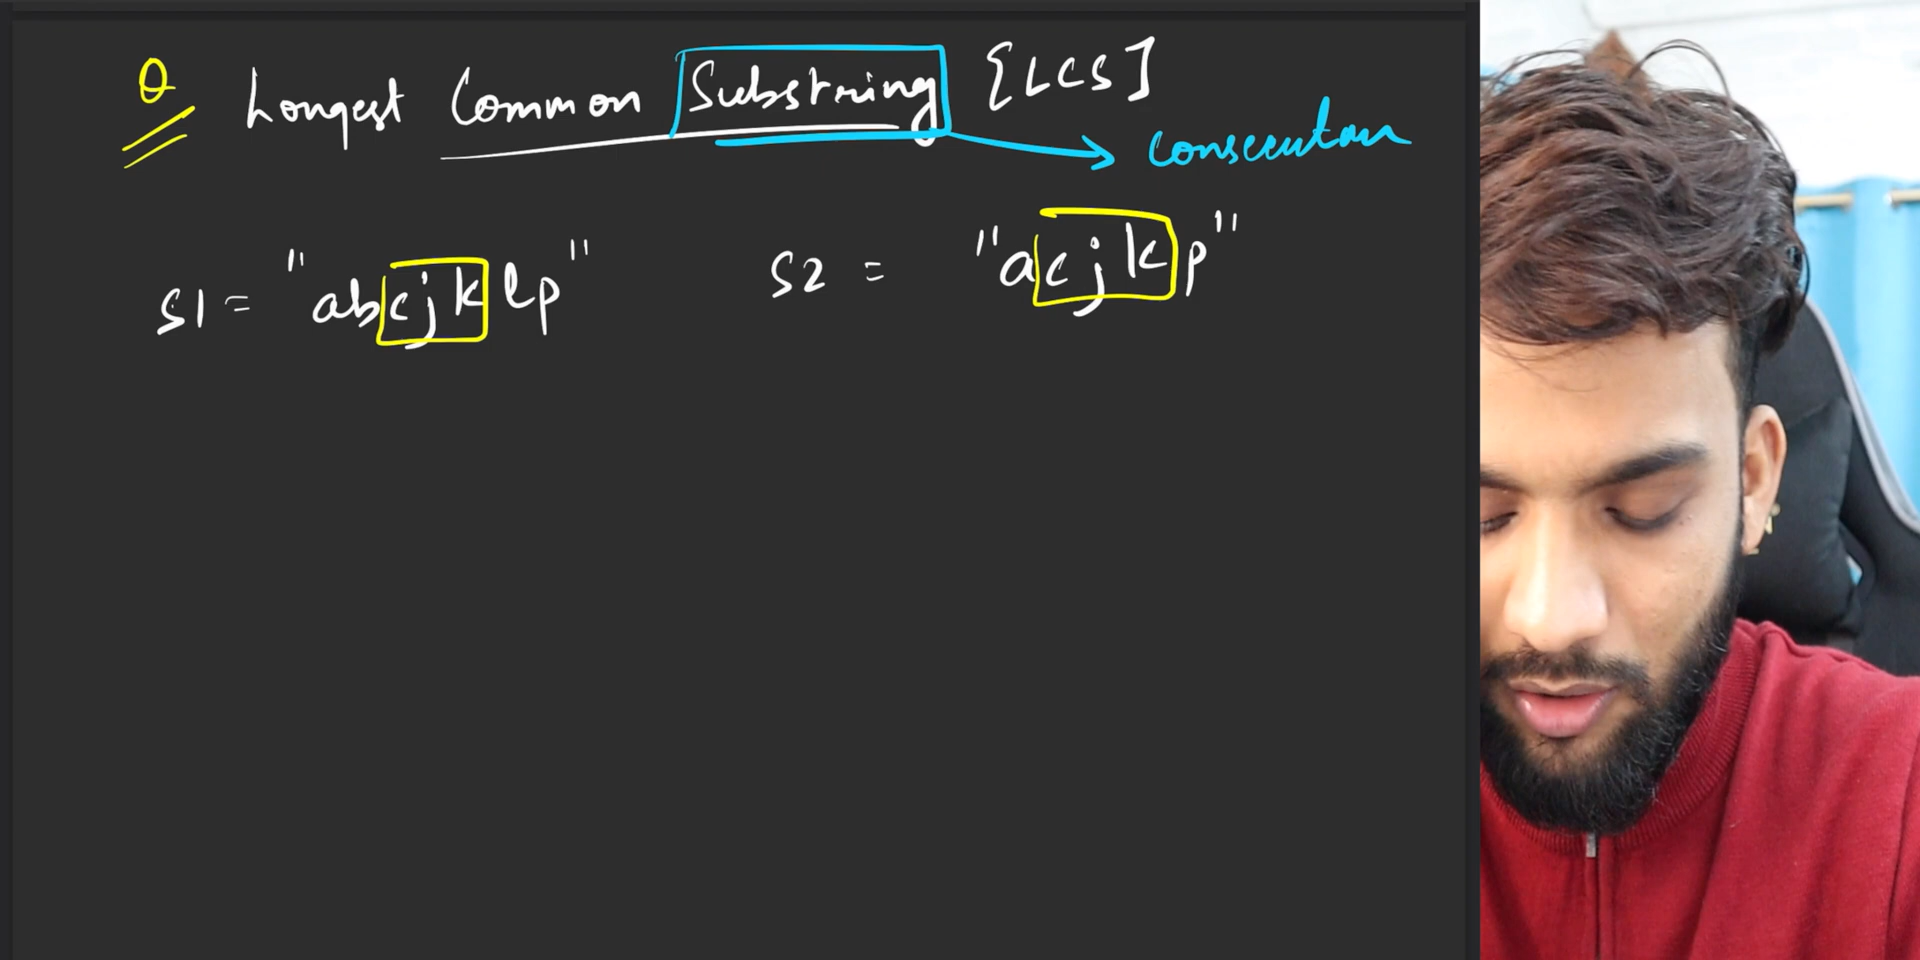 Q Longest Common Substring [LCS]
consecutive
S1 = "abcjklp" S2 = "acjkp"